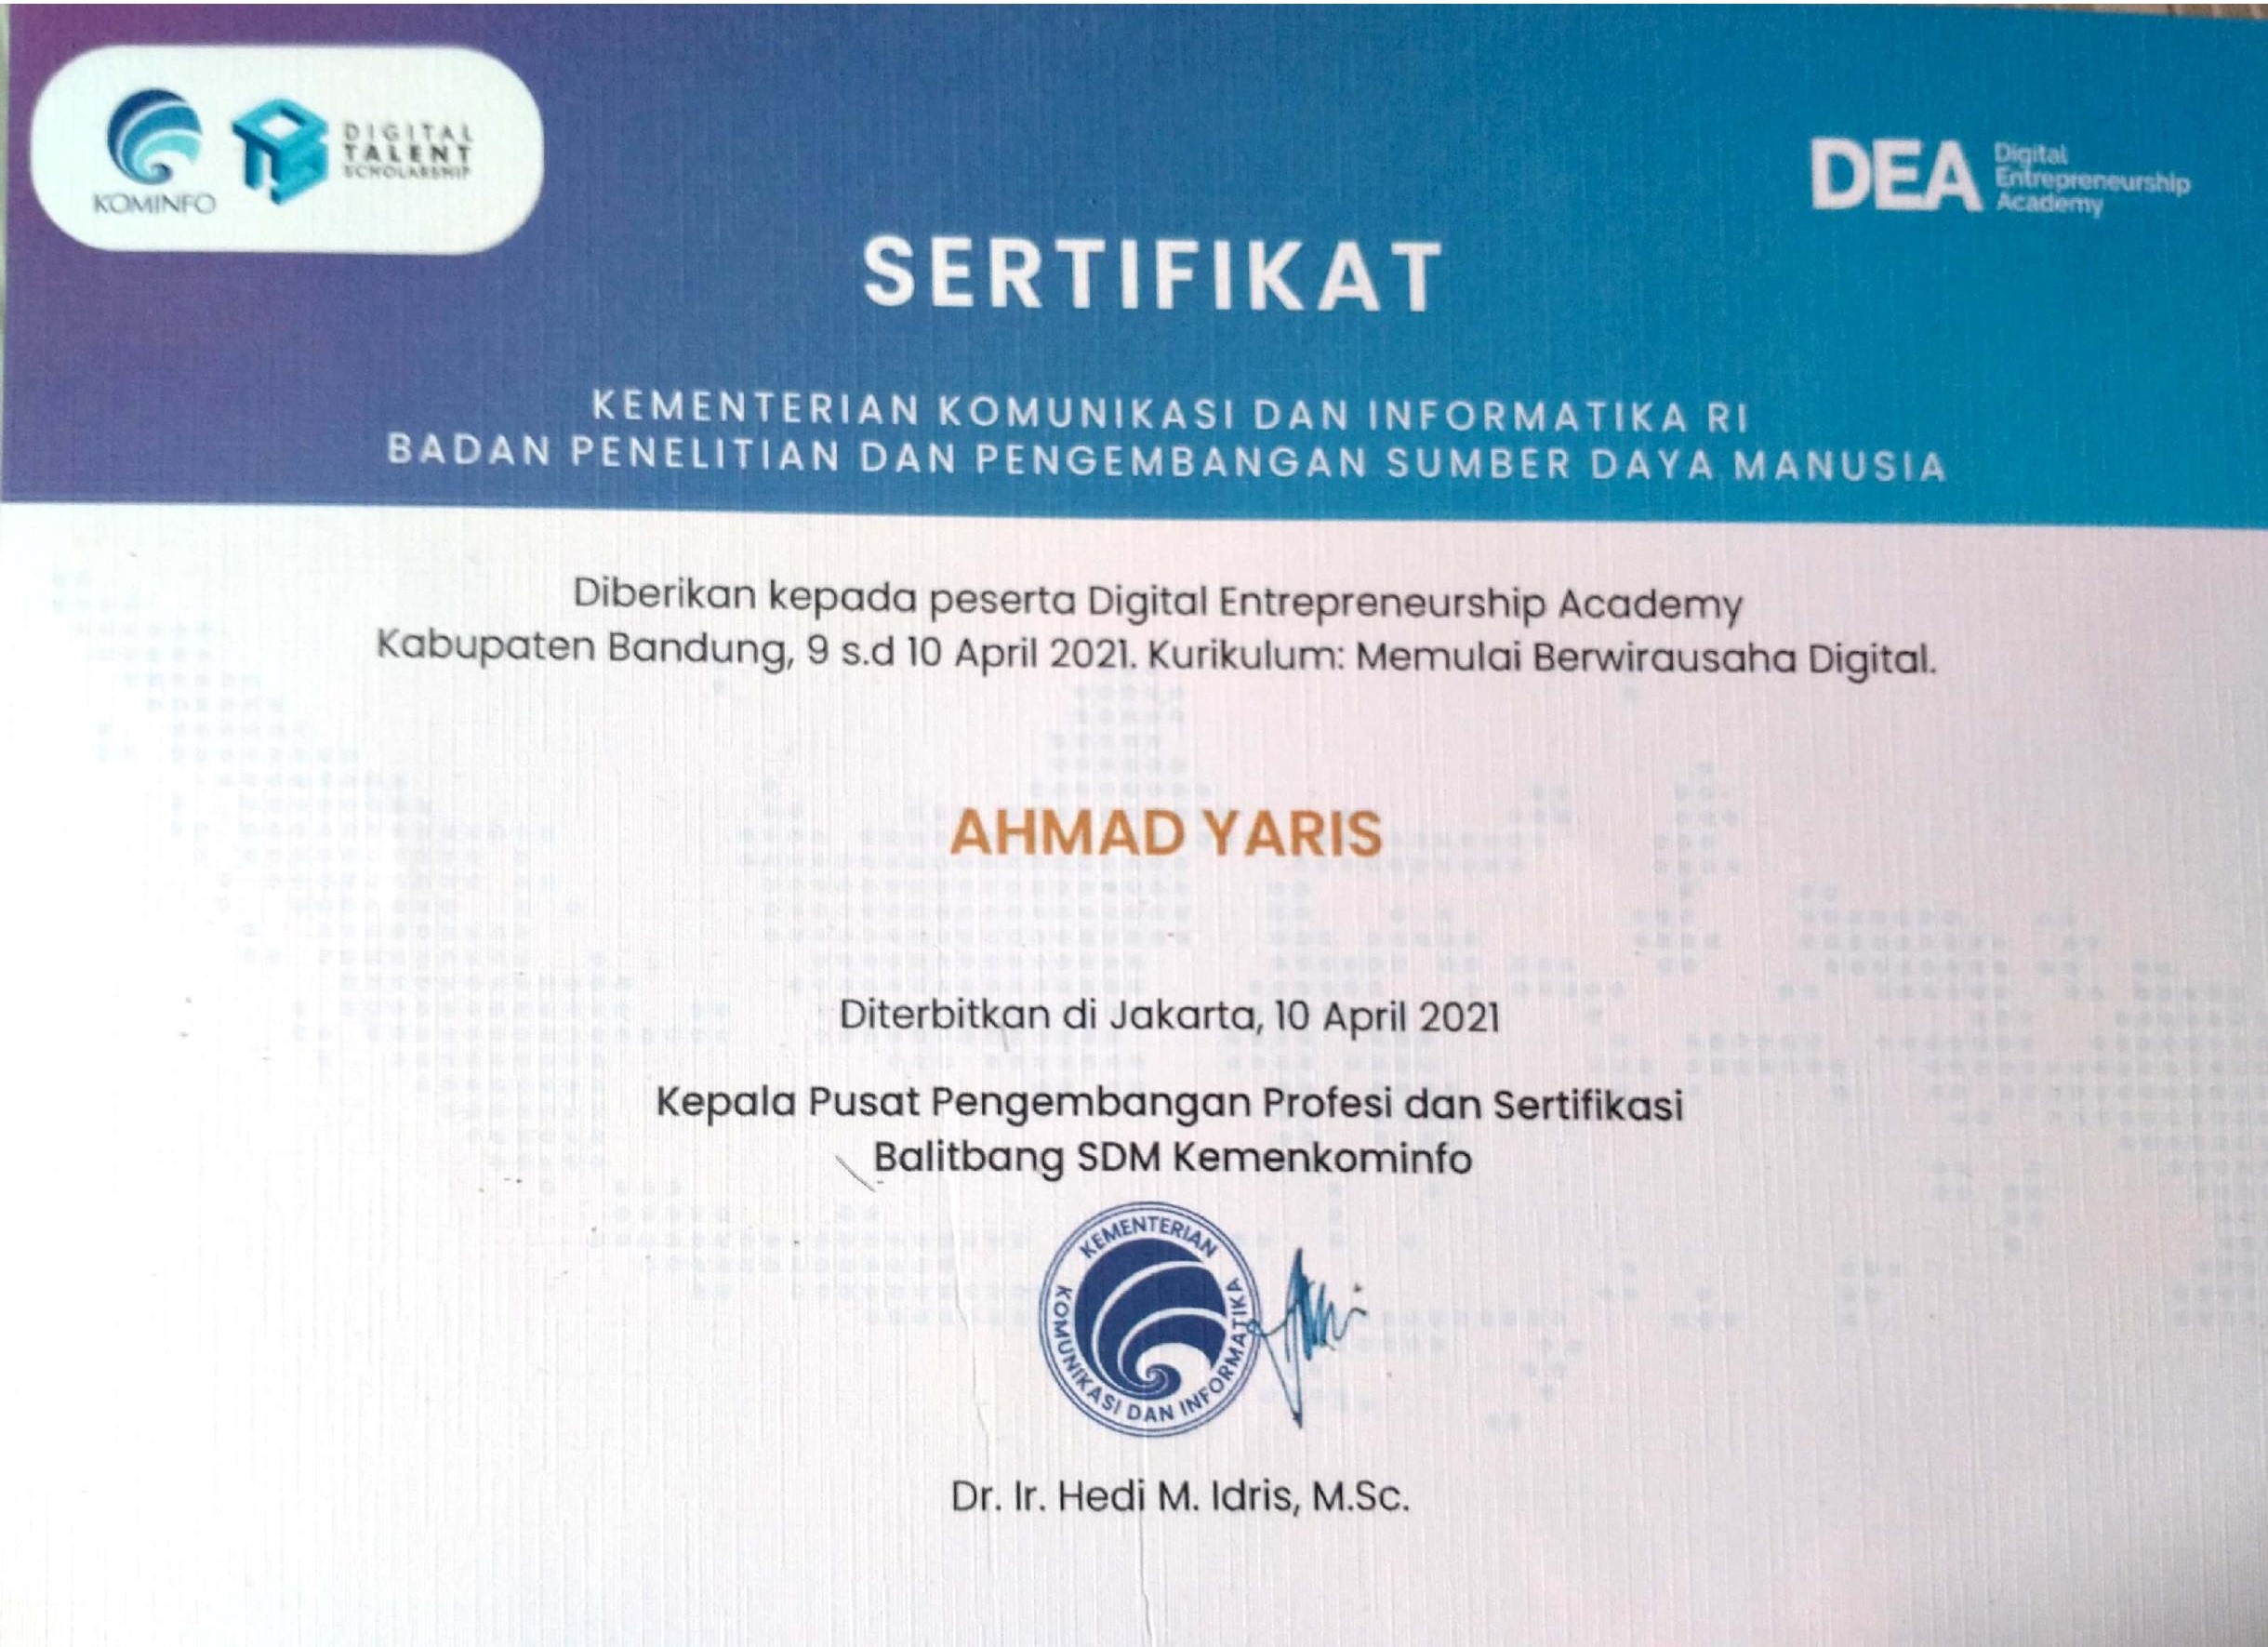 KOMINFO
DIGITAL
TALENT
SCHOLARSHIP
DEA
Digital
Entrepreneurship
Academy
SERTIFIKAT
KEMENTERIAN KOMUNIKASI DAN INFORMATIKA RI
BADAN PENELITIAN DAN PENGEMBANGAN SUMBER DAYA MANUSIA
Diberikan kepada peserta Digital Entrepreneurship Academy
Kabupaten Bandung, 9 s.d 10 April 2021. Kurikulum: Memulai Berwirausaha Digital.
AHMAD YARIS
Diterbitkan di Jakarta, 10 April 2021
Kepala Pusat Pengembangan Profesi dan Sertifikasi
Balitbang SDM Kemenkominfo
KEMENTERIAN
KOMUNIKASI DAN INFORMATIKA
Dr. Ir. Hedi M. Idris, M.Sc.